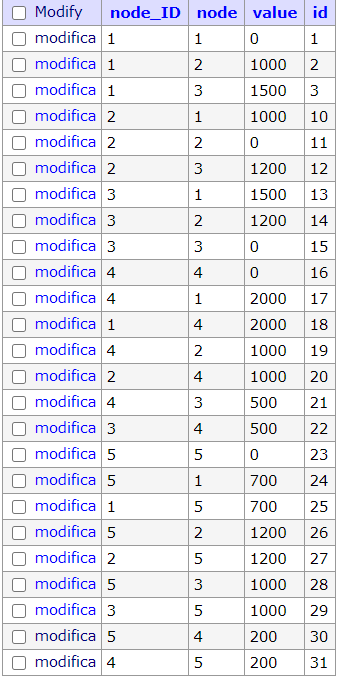 Modify node_ID node value id
modifica 1 1 0 1
modifica 1 2 1000 2
modifica 1 3 1500 3
modifica 2 1 1000 10
modifica 2 2 0 11
modifica 2 3 1200 12
modifica 3 1 1500 13
modifica 3 2 1200 14
modifica 3 3 0 15
modifica 4 4 0 16
modifica 4 1 2000 17
modifica 1 4 2000 18
modifica 4 2 1000 19
modifica 2 4 1000 20
modifica 4 3 500 21
modifica 3 4 500 22
modifica 5 5 0 23
modifica 5 1 700 24
modifica 1 5 700 25
modifica 5 2 1200 26
modifica 2 5 1200 27
modifica 5 3 1000 28
modifica 3 5 1000 29
modifica 5 4 200 30
modifica 4 5 200 31